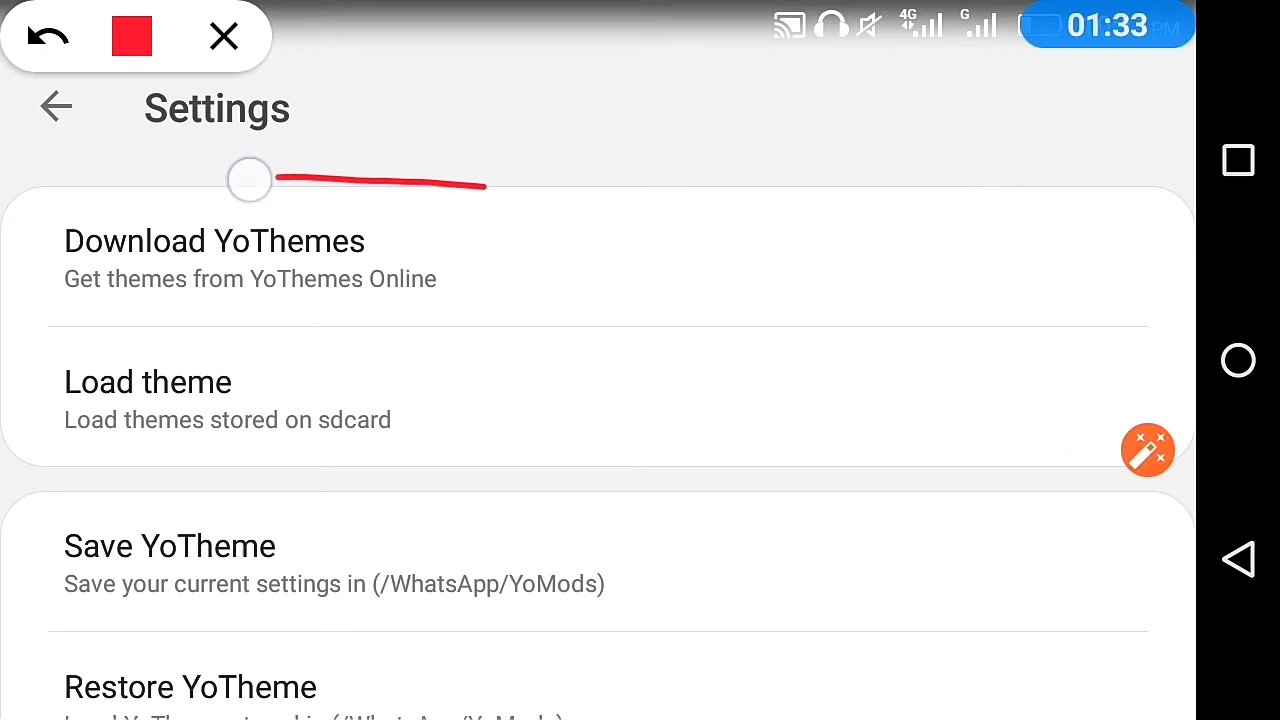 4G
G
01:33
PM
Settings
Download YoThemes
Get themes from YoThemes Online
Load theme
Load themes stored on sdcard
Save YoTheme
Save your current settings in (/WhatsApp/YoMods)
Restore YoTheme